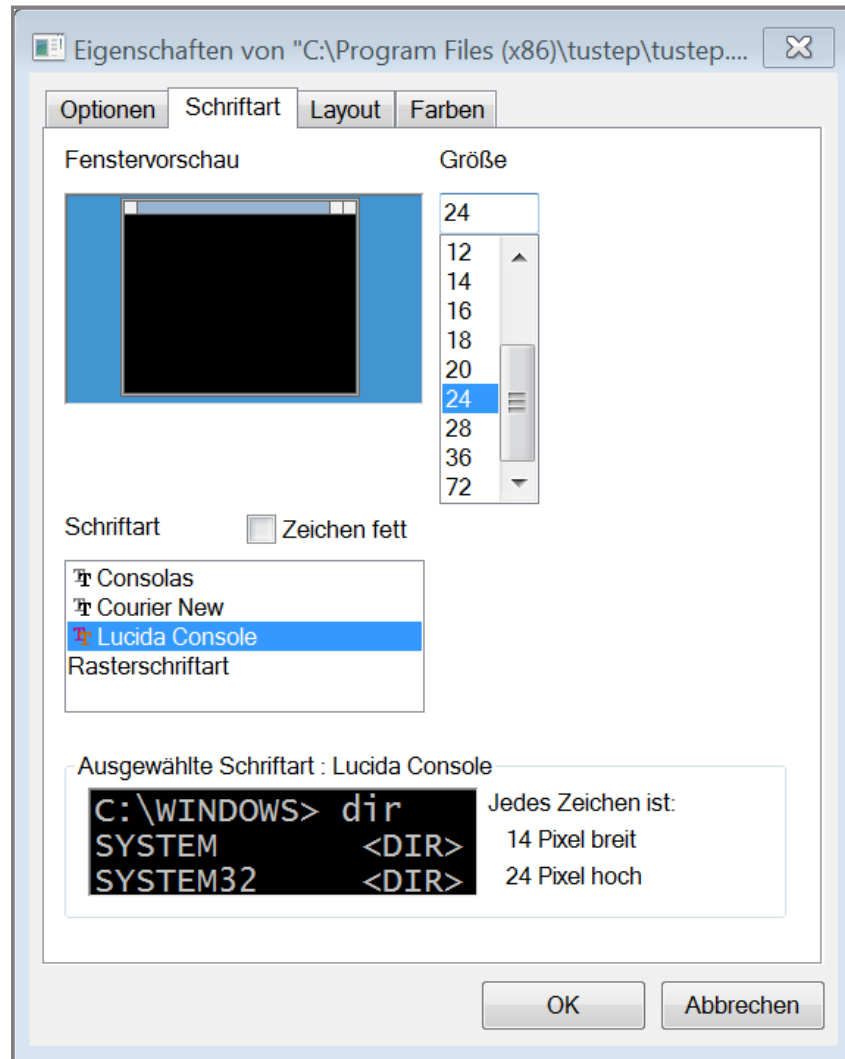 Eigenschaften von "C:\Program Files (x86)\tustep\tustep....
Optionen Schriftart Layout Farben
Fenstervorschau Größe
24
12
14
16
18
20
24
28
36
72
Schriftart Zeichen fett
Consolas
Courier New
Lucida Console
Rasterschriftart
Ausgewählte Schriftart : Lucida Console
C:\WINDOWS> dir
SYSTEM <DIR>
SYSTEM32 <DIR>
Jedes Zeichen ist:
14 Pixel breit
24 Pixel hoch
OK Abbrechen